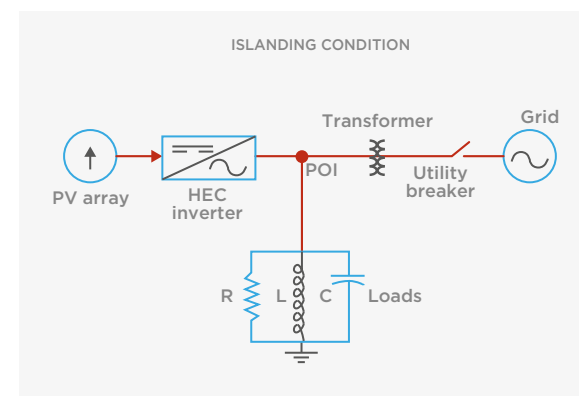 ISLANDING CONDITION
Transformer
Grid
POI
Utility
breaker
PV array
HEC
inverter
R
L
C
Loads